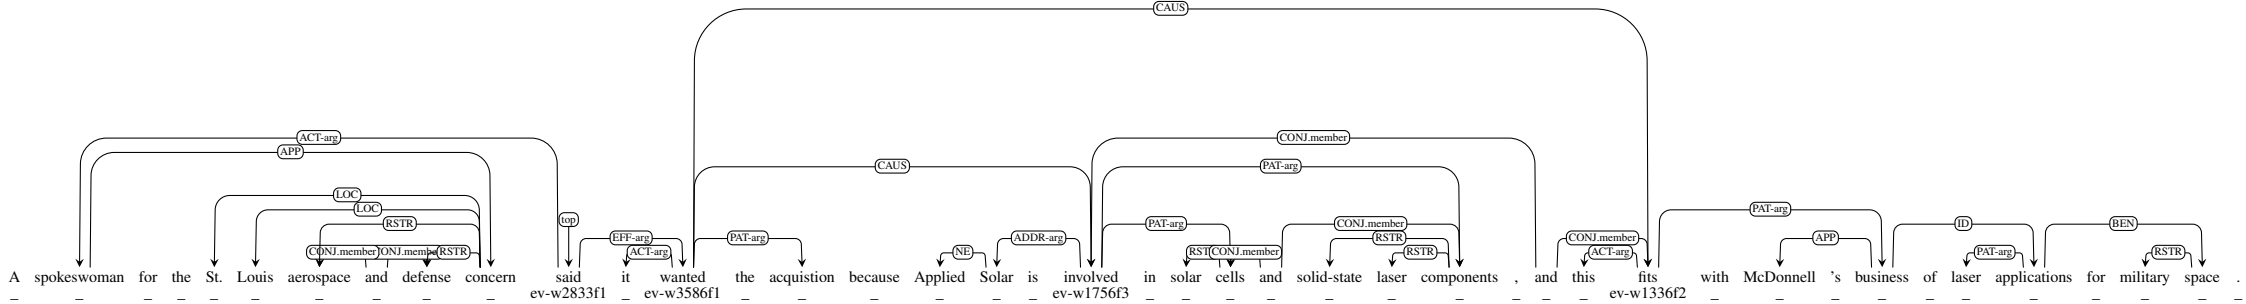 CAUS
ACT-arg CONJ.member
APP
CAUS PAT-arg
LOC
LOC PAT-arg
top RSTR PAT-arg CONJ.member ID BEN
EFF-arg PAT-arg ADDR-arg RSTR CONJ.member APP
CONJ.member RSTR ACT-arg NE CONJ.member RSTR ACT-arg PAT-arg RSTR
A spokeswoman for the St. Louis aerospace and defense concern said it wanted the acquistion because Applied Solar is involved in solar cells and solid-state laser components , and this fits with McDonnell 's business of laser applications for military space .
_ _ _ _ _ _ _ _ _ _ ev-w2833f1 _ ev-w3586f1 _ _ _ _ _ _ ev-w1756f3 _ _ _ _ _ _ _ _ _ _ ev-w1336f2 _ _ _ _ _ _ _ _ _ _ _